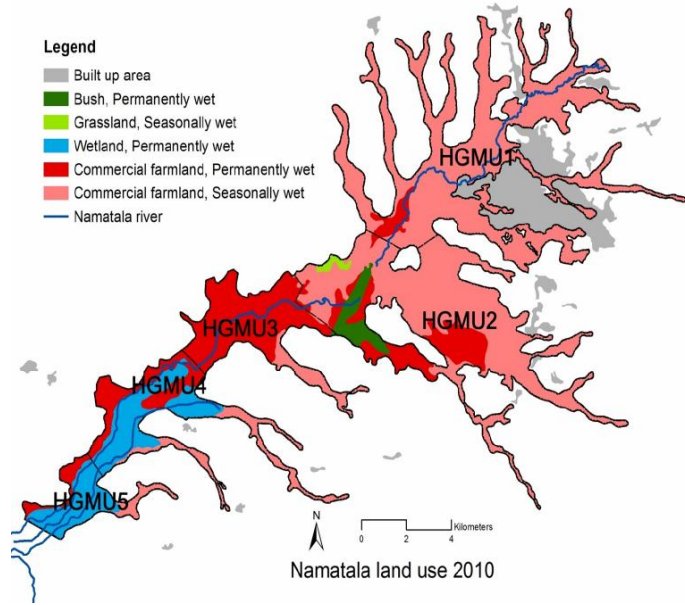 Legend
Built up area
Bush, Permanently wet
Grassland, Seasonally wet
Wetland, Permanently wet
Commercial farmland, Permanently wet
Commercial farmland, Seasonally wet
Namatala river
HGMU1
HGMU2
HGMU3
HGMU4
HGMU5
N
Kilometers
0 2 4
Namatala land use 2010